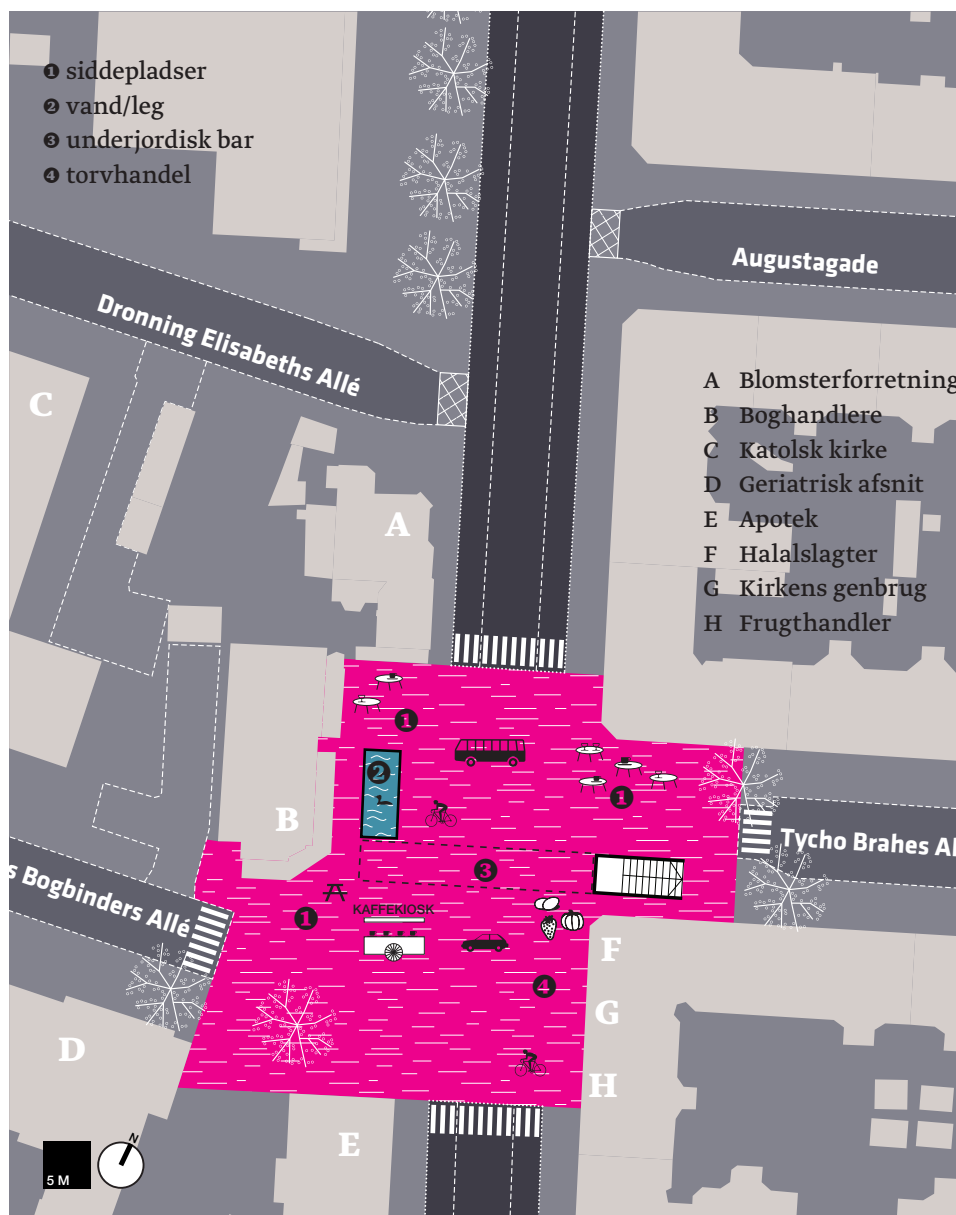 ❶ siddepladser
❷ vand/leg
❸ underjordisk bar
❹ torvhandel
Augustagade
Dronning Elisabeths Allé
A Blomsterforretning
B Boghandlere
C Katolsk kirke
D Geriatrisk afsnit
E Apotek
F Halalslagter
G Kirkens genbrug
H Frugthandler
C
A
1
2
1
B
Tycho Brahes Al
3
s Bogbinders Allé
1
KAFFEKIOSK
F
4
G
D
H
E
N
5 M